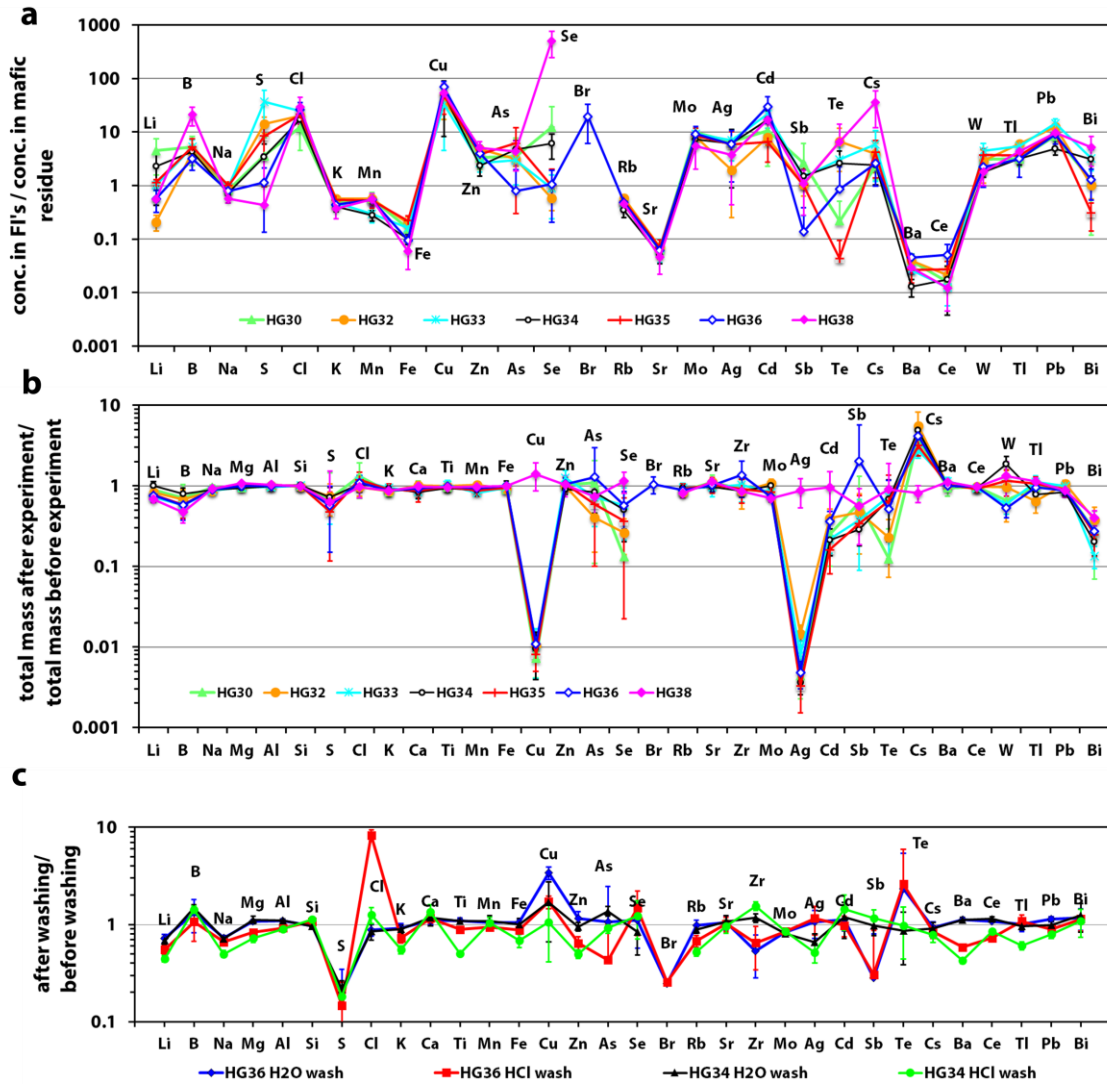 a
1000
100
10
1
0.1
0.01
0.001
conc. in FI's / conc. in mafic
residue
Li
B
Na
S
Cl
K
Mn
Fe
Cu
Zn
As
Se
Br
Rb
Sr
Mo
Ag
Cd
Sb
Te
Cs
Ba
Ce
W
Tl
Pb
Bi
HG30 HG32 HG33 HG34 HG35 HG36 HG38
Li B Na S Cl K Mn Fe Cu Zn As Se Br Rb Sr Mo Ag Cd Sb Te Cs Ba Ce W Tl Pb Bi
b
10
1
0.1
0.01
0.001
total mass after experiment/
total mass before experiment
Li B Na Mg Al Si S Cl K Ca Ti Mn Fe Cu Zn As Se Br Rb Sr Zr Mo Ag Cd Sb Te Cs Ba Ce W Tl Pb Bi
HG30 HG32 HG33 HG34 HG35 HG36 HG38
Li B Na Mg Al Si S Cl K Ca Ti Mn Fe Cu Zn As Se Br Rb Sr Zr Mo Ag Cd Sb Te Cs Ba Ce W Tl Pb Bi
c
10
1
0.1
after washing/
before washing
Li B Na Mg Al Si S Cl K Ca Ti Mn Fe Cu Zn As Se Br Rb Sr Zr Mo Ag Cd Sb Te Cs Ba Ce Tl Pb Bi
Li B Na Mg Al Si S Cl K Ca Ti Mn Fe Cu Zn As Se Br Rb Sr Zr Mo Ag Cd Sb Te Cs Ba Ce Tl Pb Bi
HG36 H2O wash HG36 HCl wash HG34 H2O wash HG34 HCl wash